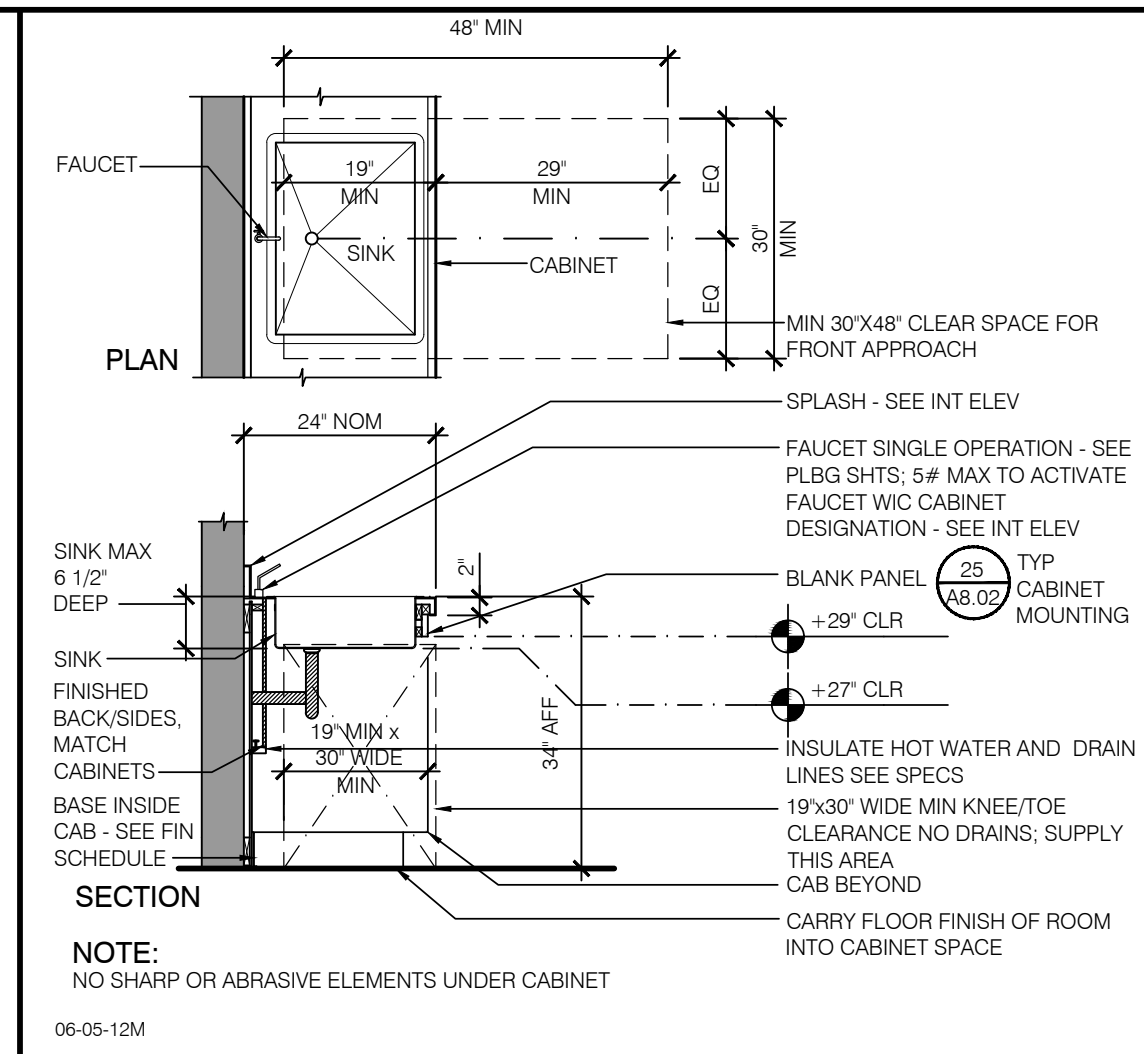 48" MIN
FAUCET
19"
MIN
29"
MIN
EQ
30"
MIN
EQ
SINK
CABINET
MIN 30"X48" CLEAR SPACE FOR
FRONT APPROACH
PLAN
24" NOM
SPLASH - SEE INT ELEV
FAUCET SINGLE OPERATION - SEE
PLBG SHTS; 5# MAX TO ACTIVATE
FAUCET WIC CABINET
DESIGNATION - SEE INT ELEV
SINK MAX
6 1/2"
DEEP
2"
BLANK PANEL
25
A8.02
TYP
CABINET
MOUNTING
+29" CLR
SINK
+27" CLR
FINISHED
BACK/SIDES,
MATCH
CABINETS
19" MIN x
30" WIDE
MIN
34" AFF
INSULATE HOT WATER AND DRAIN
LINES SEE SPECS
BASE INSIDE
CAB - SEE FIN
SCHEDULE
19"x30" WIDE MIN KNEE/TOE
CLEARANCE NO DRAINS; SUPPLY
THIS AREA
CAB BEYOND
SECTION
CARRY FLOOR FINISH OF ROOM
INTO CABINET SPACE
NOTE:
NO SHARP OR ABRASIVE ELEMENTS UNDER CABINET
06-05-12M